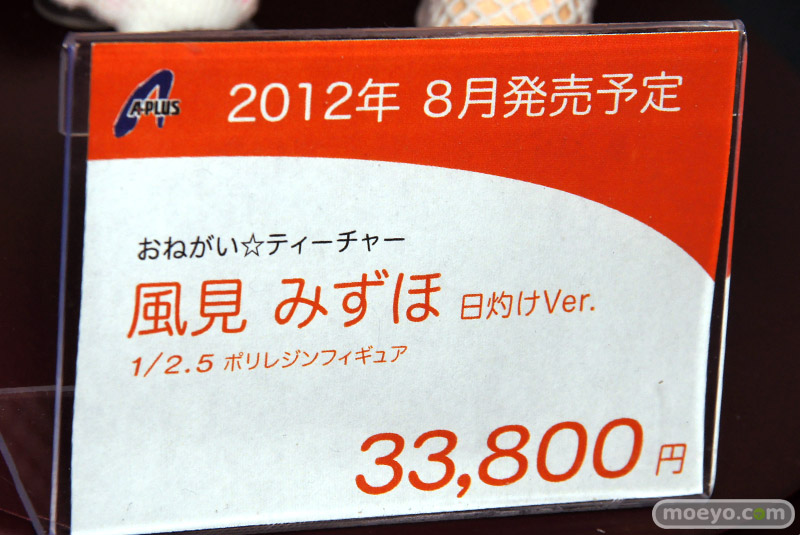 A-PLUS
2012年 8月発売予定
おねがい☆ティーチャー
風見 みずほ 日灼けVer.
1/2.5 ポリレジンフィギュア
33,800円
moeyo.com